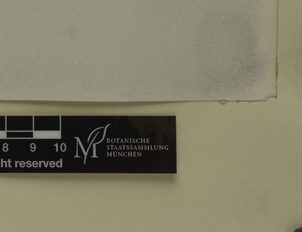 8 9 10
ht reserved
M
BOTANISCHE
STAATSSAMMLUNG
MÜNCHEN